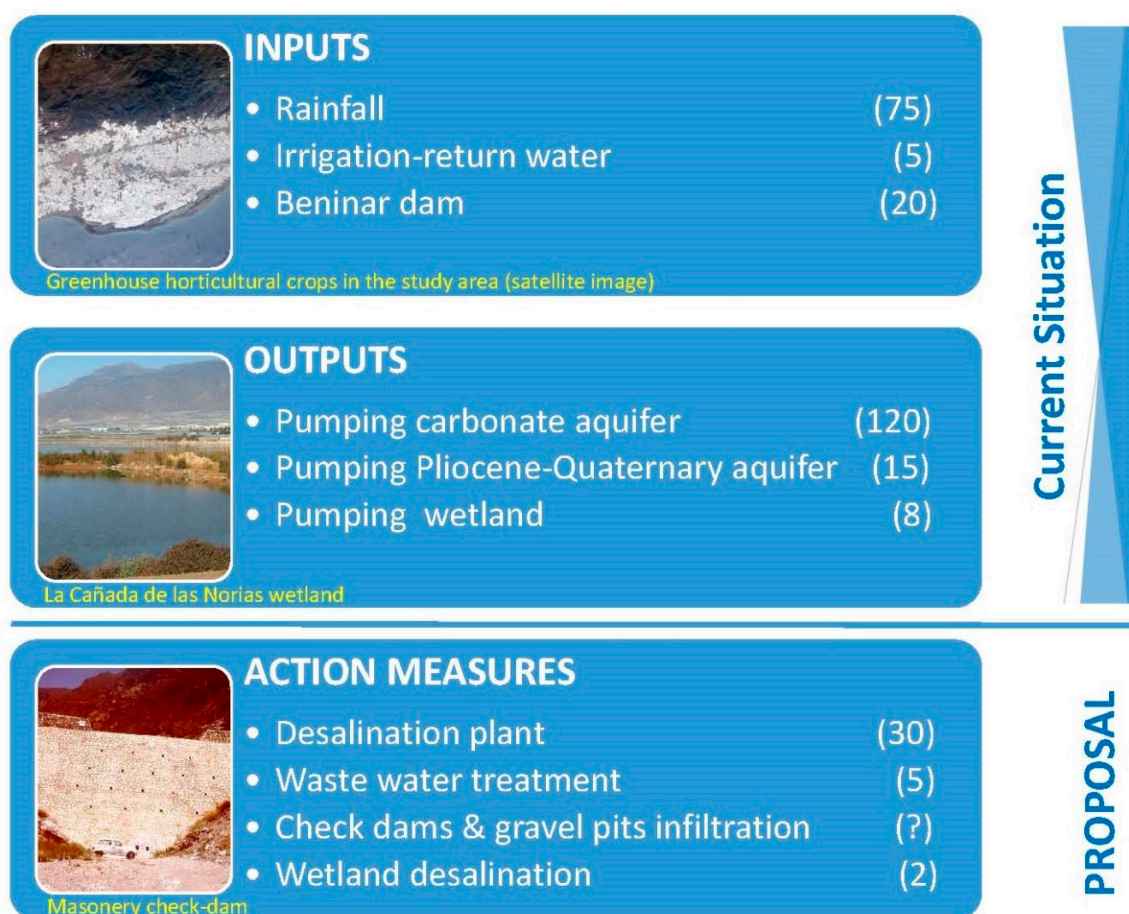 INPUTS
• Rainfall (75)
• Irrigation-return water (5)
• Beninar dam (20)
Greenhouse horticultural crops in the study area (satellite image)
OUTPUTS
• Pumping carbonate aquifer (120)
• Pumping Pliocene-Quaternary aquifer (15)
• Pumping wetland (8)
La Cañada de las Norias wetland
Current Situation
ACTION MEASURES
• Desalination plant (30)
• Waste water treatment (5)
• Check dams & gravel pits infiltration (?)
• Wetland desalination (2)
Masonery check-dam
PROPOSAL